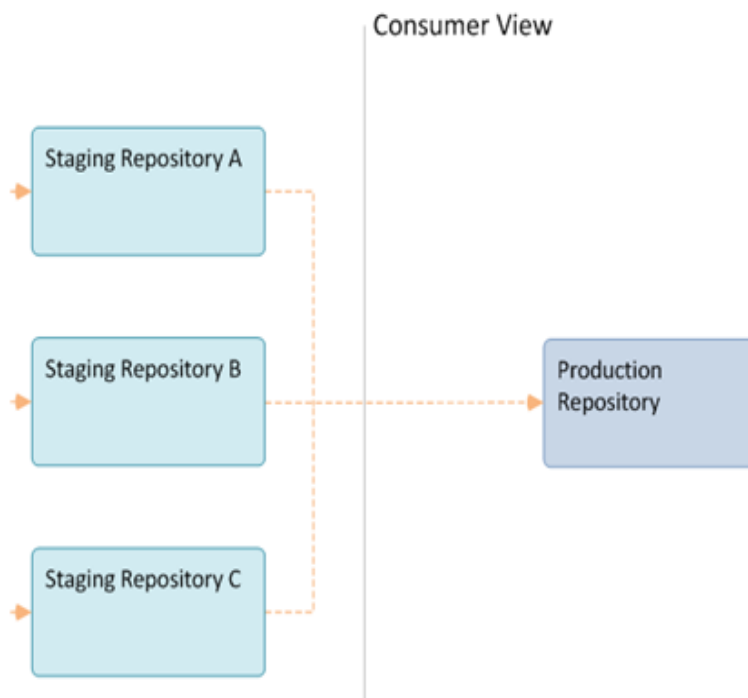 Consumer View
Staging Repository A
Staging Repository B
Production
Repository
Staging Repository C